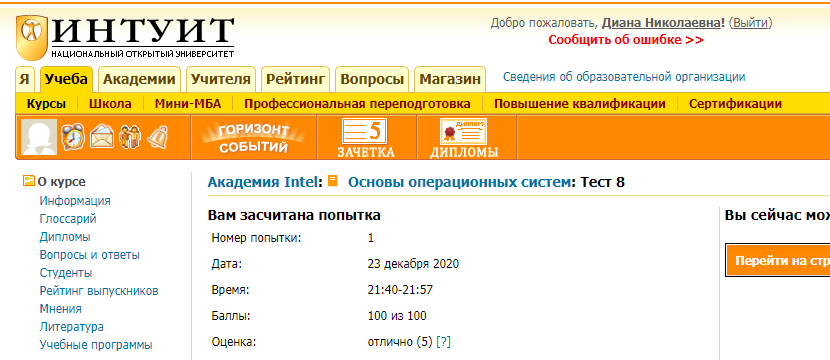 ИНТУИТ
НАЦИОНАЛЬНЫЙ ОТКРЫТЫЙ УНИВЕРСИТЕТ
Добро пожаловать, Диана Николаевна! (Выйти)
Сообщить об ошибке >>
Я Учеба Академии Учителя Рейтинг Вопросы Магазин Сведения об образовательной организации
Курсы Школа Мини-МБА Профессиональная переподготовка Повышение квалификации Сертификации
ГОРИЗОНТ
СОБЫТИЙ
5
ЗАЧЕТКА
ДИПЛОМ
ДИПЛОМЫ
О курсе
Информация
Глоссарий
Дипломы
Вопросы и ответы
Студенты
Рейтинг выпускников
Мнения
Литература
Учебные программы
Академия Intel: Основы операционных систем: Тест 8
Вам засчитана попытка
Номер попытки: 1
Дата: 23 декабря 2020
Время: 21:40-21:57
Баллы: 100 из 100
Оценка: отлично (5) [?]
Вы сейчас мож
Перейти на стр